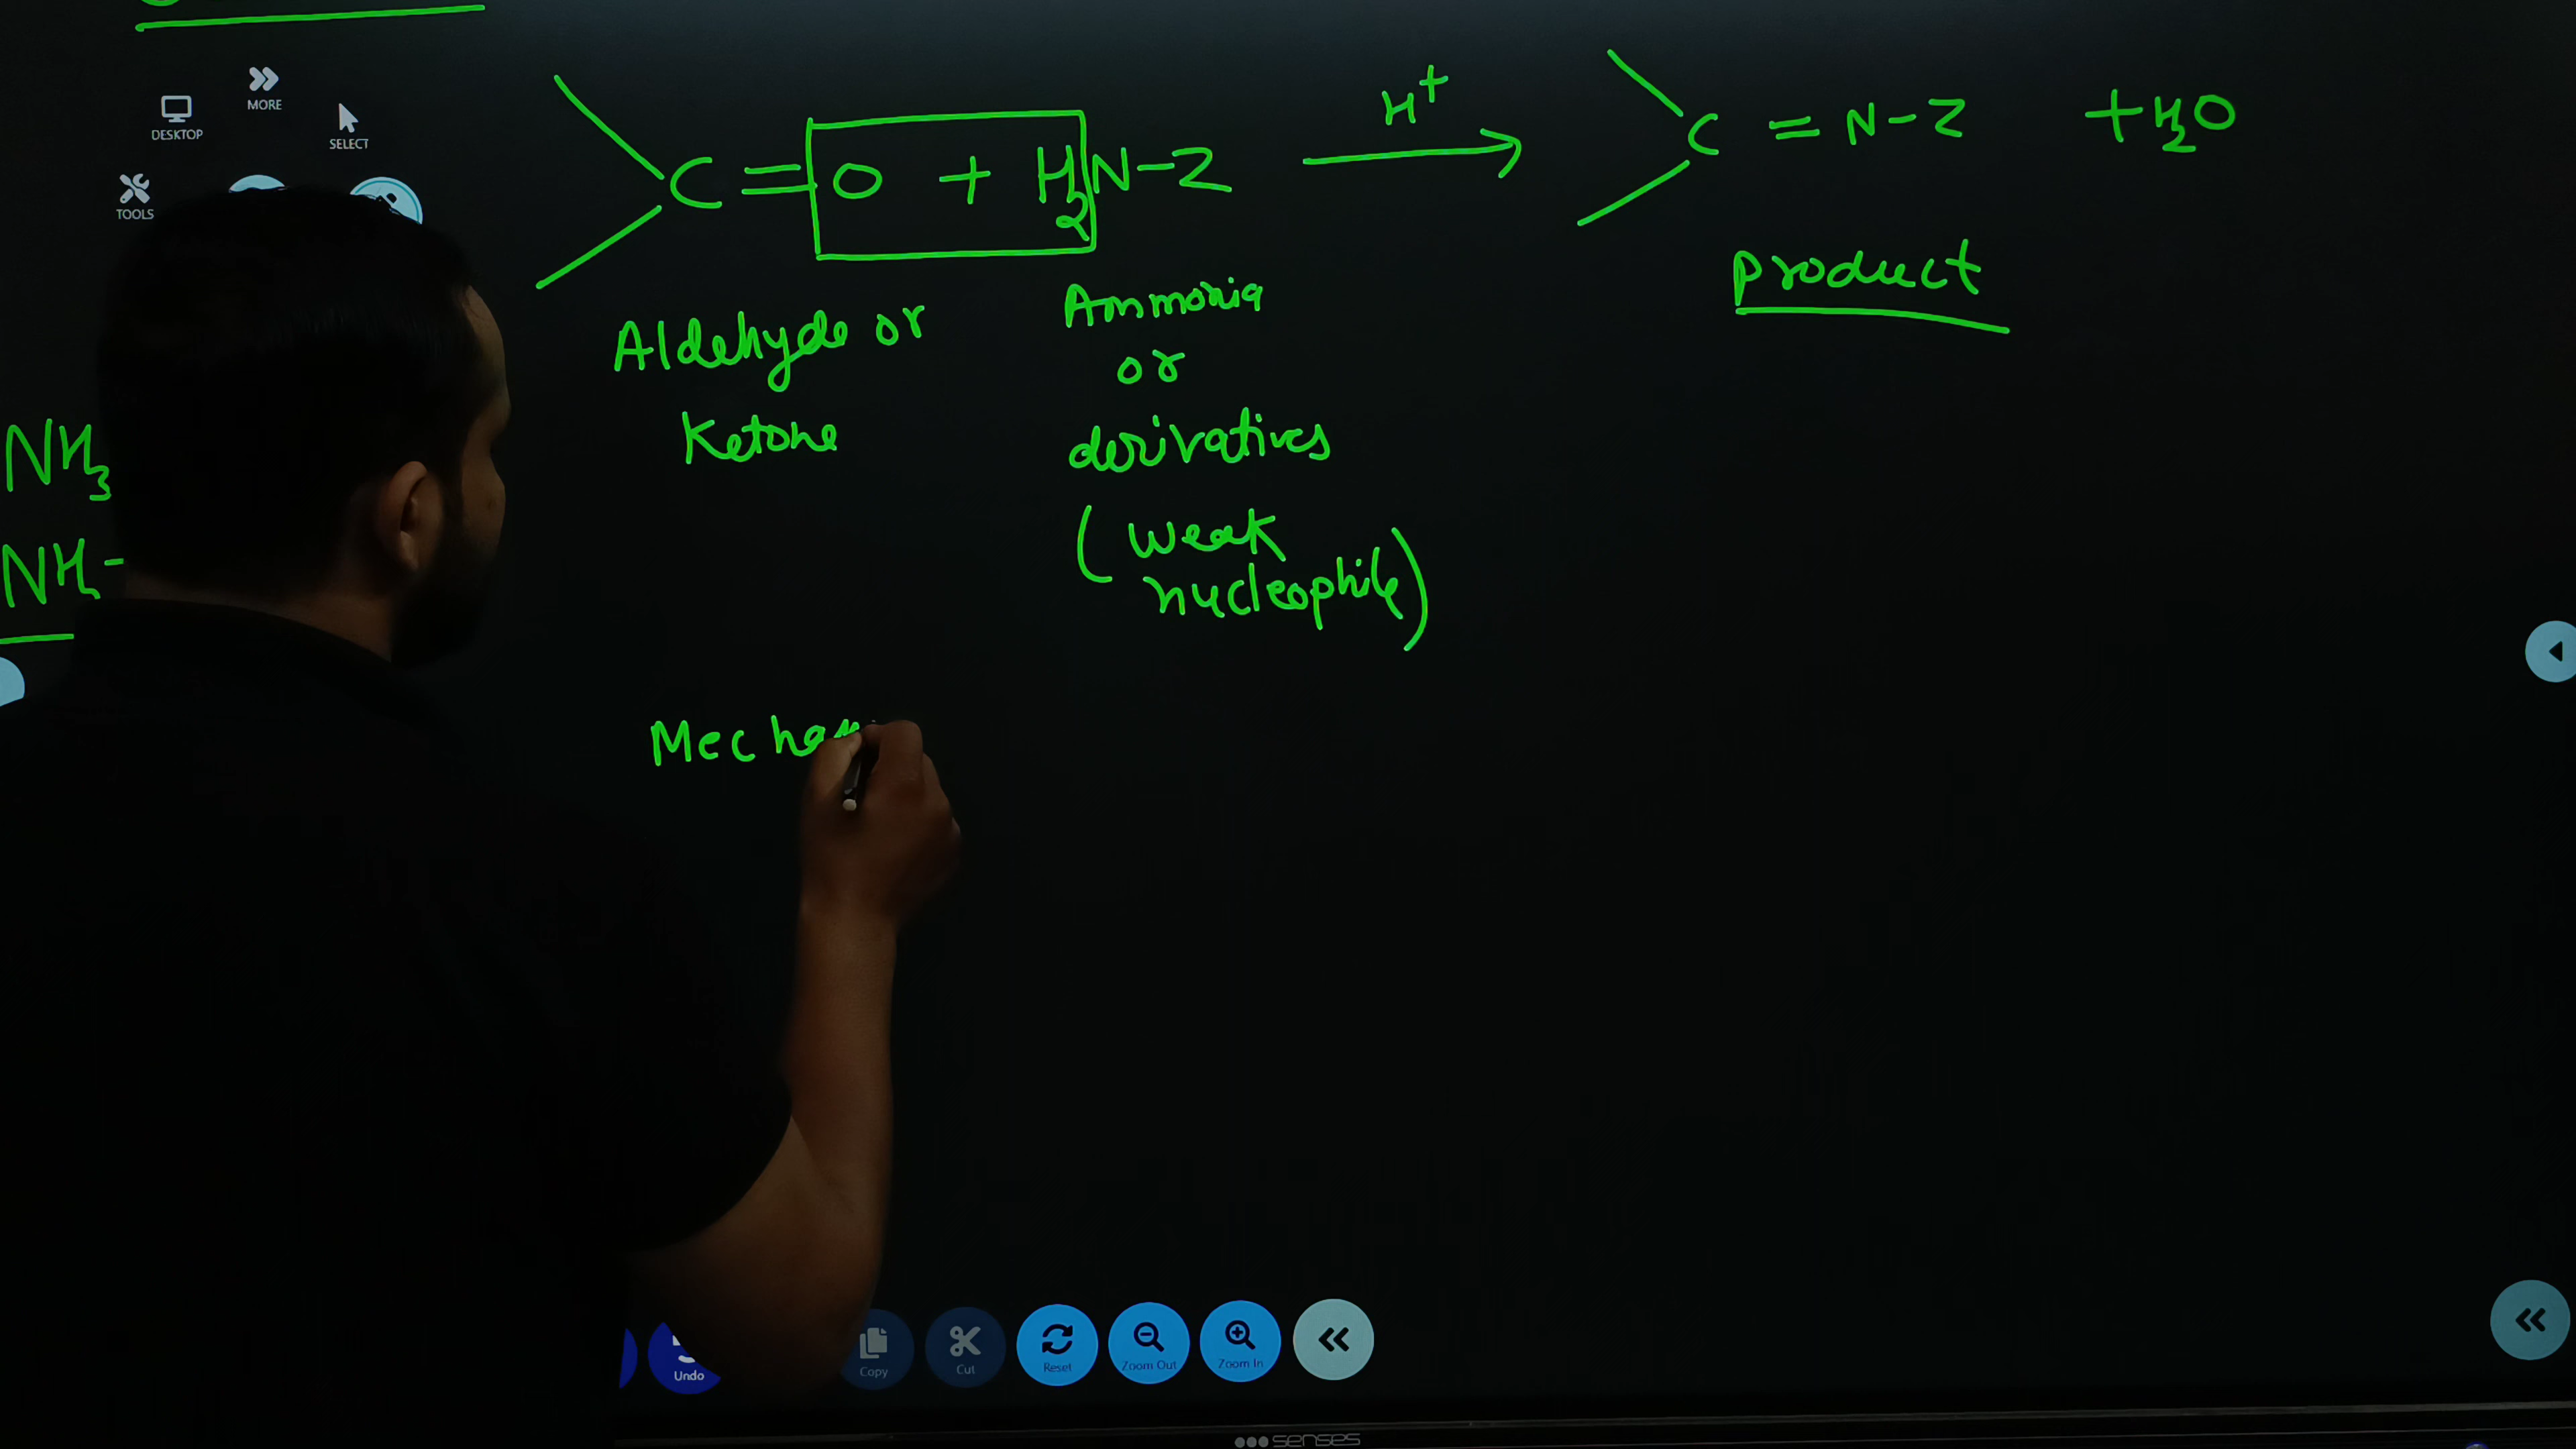 MORE
DESKTOP
SELECT
TOOLS
C = O + H₂N-Z
H⁺
C = N-Z + H₂O
Aldehyde or
Ketone
Ammonia
or
derivatives
(weak
nucleophile)
Product
NH₃
Mechan
Undo
Copy
Cut
Reset
Zoom Out
Zoom In
senses